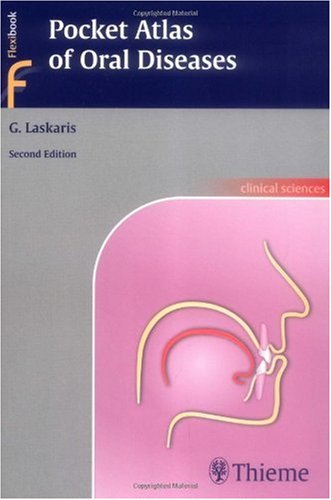 Flexibook
F
Pocket Atlas
of Oral Diseases
G. Laskaris
Second Edition
clinical sciences
Thieme